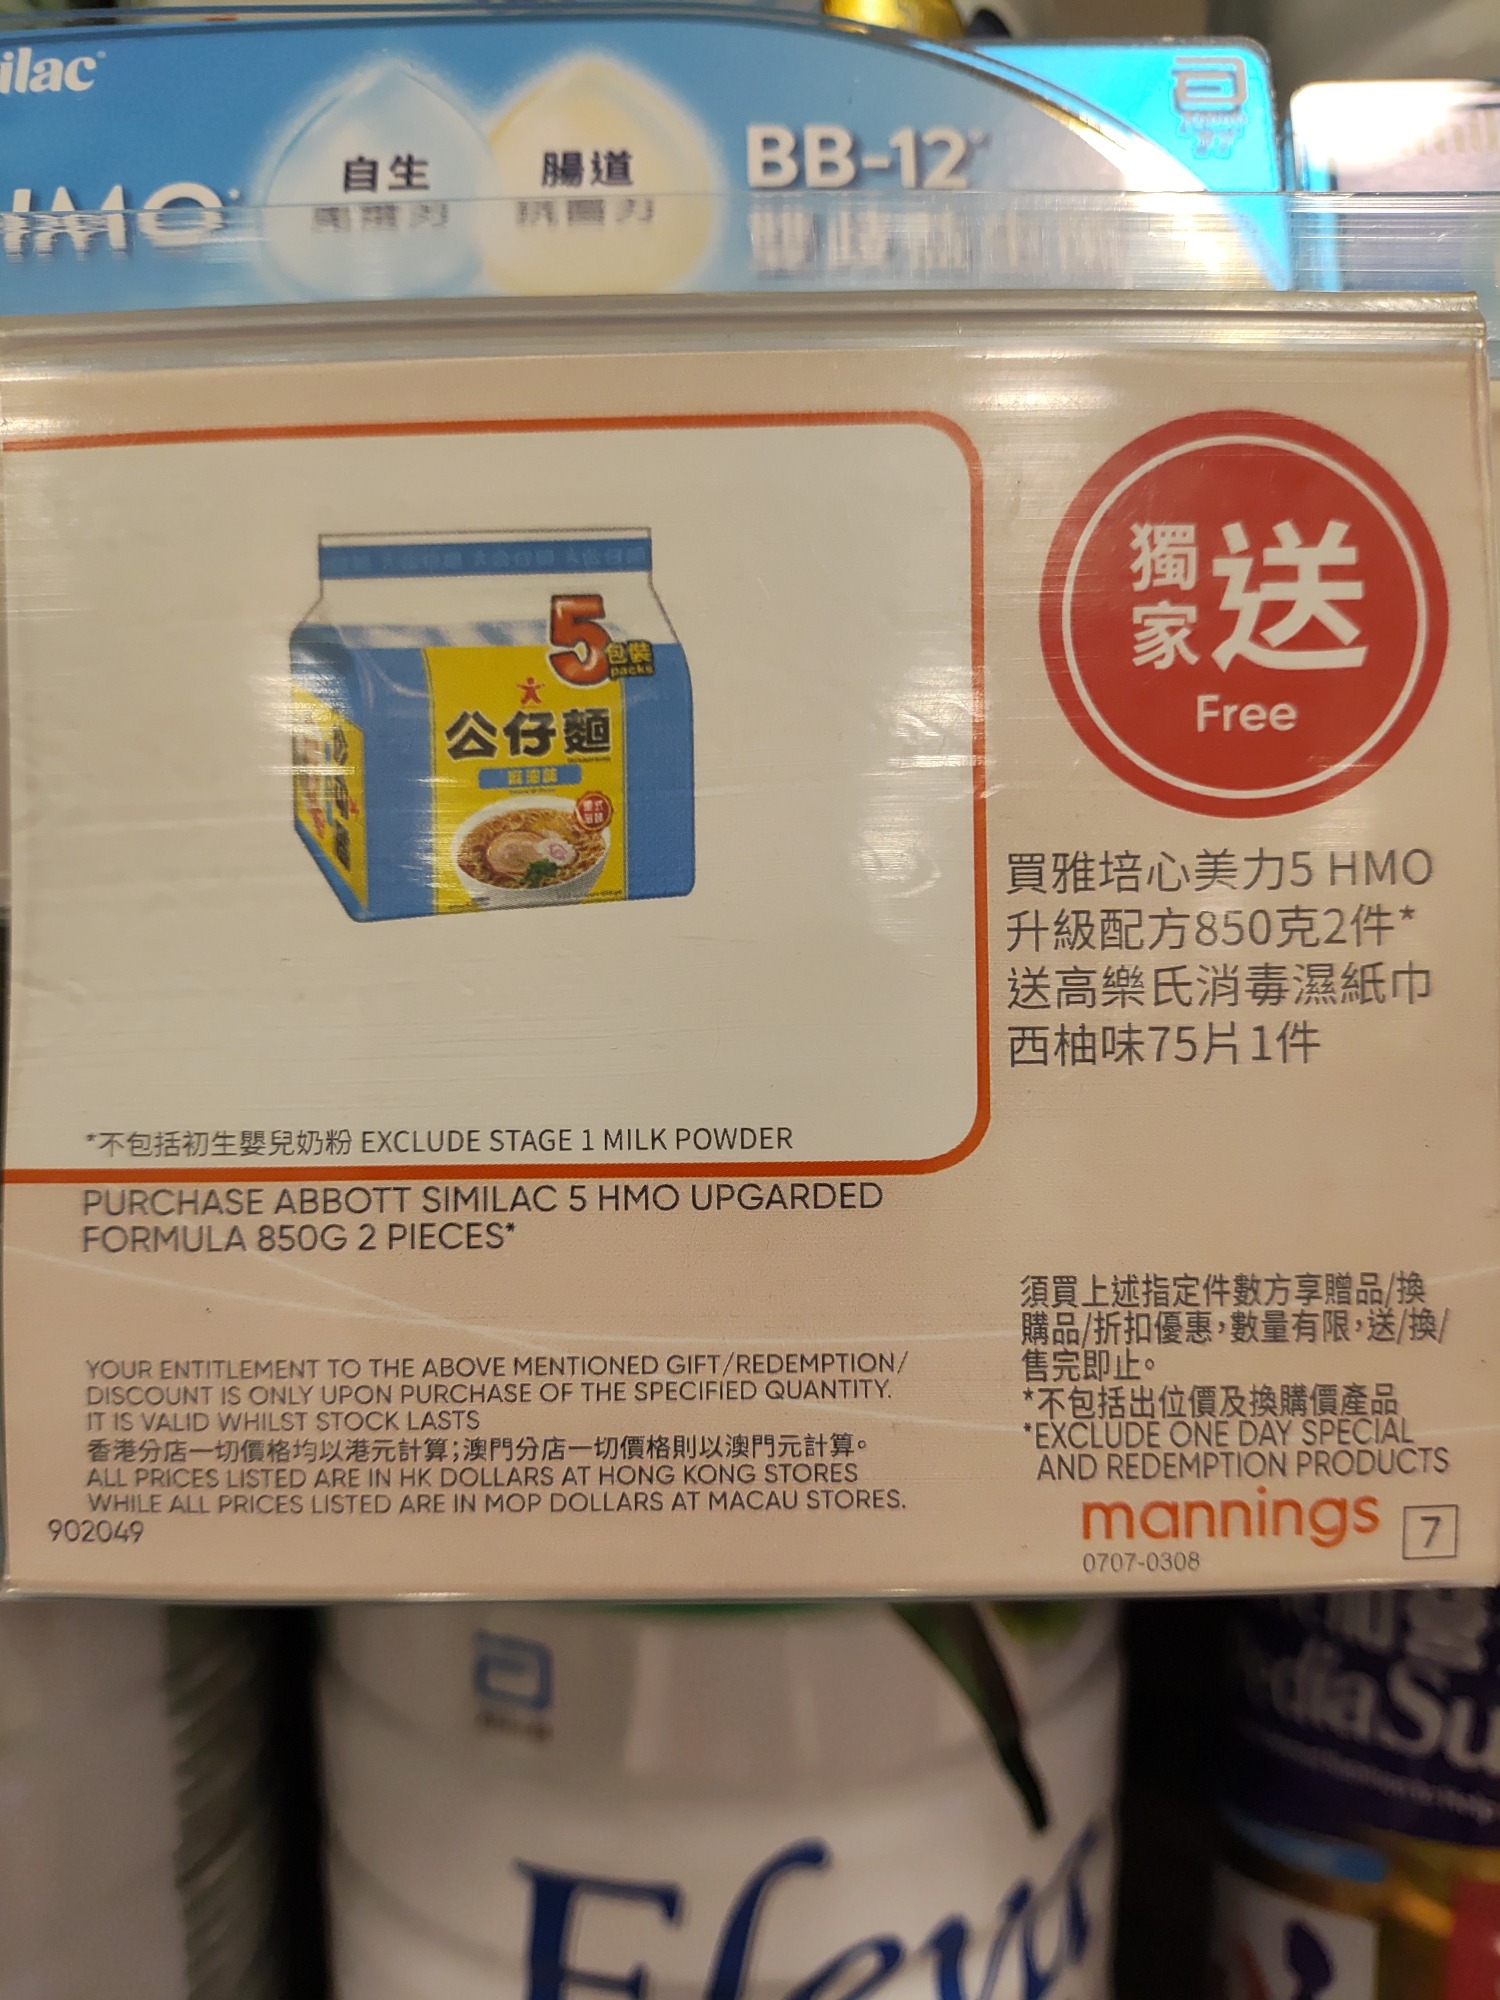 ilac
自生
腸道
BB-12
HMO
獨家
送
Free
5
包裝
packs
公仔麵
麻油味
買雅培心美力5 HMO
升級配方850克2件*
送高樂氏消毒濕紙巾
西柚味75片1件
*不包括初生嬰兒奶粉 EXCLUDE STAGE 1 MILK POWDER
PURCHASE ABBOTT SIMILAC 5 HMO UPGARDED
FORMULA 850G 2 PIECES*
YOUR ENTITLEMENT TO THE ABOVE MENTIONED GIFT/REDEMPTION/
DISCOUNT IS ONLY UPON PURCHASE OF THE SPECIFIED QUANTITY.
IT IS VALID WHILST STOCK LASTS
香港分店一切價格均以港元計算;澳門分店一切價格則以澳門元計算。
ALL PRICES LISTED ARE IN HK DOLLARS AT HONG KONG STORES
WHILE ALL PRICES LISTED ARE IN MOP DOLLARS AT MACAU STORES.
902049
須買上述指定件數方享贈品/換
購品/折扣優惠,數量有限,送/換/
售完即止。
*不包括出位價及換購價產品
*EXCLUDE ONE DAY SPECIAL
AND REDEMPTION PRODUCTS
mannings
7
0707-0308
diaSu